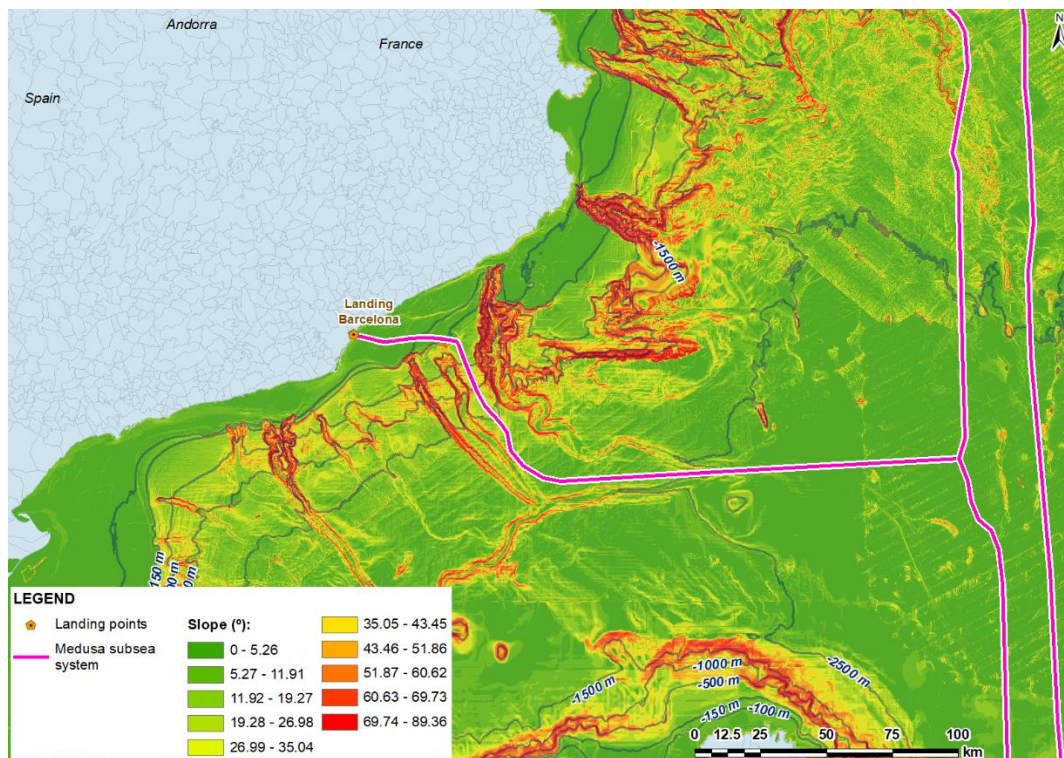 Andorra
France
N
Spain
-1500 m
Landing
Barcelona
150 m
00 m
0 m
-1500 m
-1000 m
-500 m
-150 m
-100 m
-2500 m
LEGEND
Landing points
Medusa subsea
system
Slope (º):
0 - 5.26
5.27 - 11.91
11.92 - 19.27
19.28 - 26.98
26.99 - 35.04
35.05 - 43.45
43.46 - 51.86
51.87 - 60.62
60.63 - 69.73
69.74 - 89.36
0 12.5 25 50 75 100
km